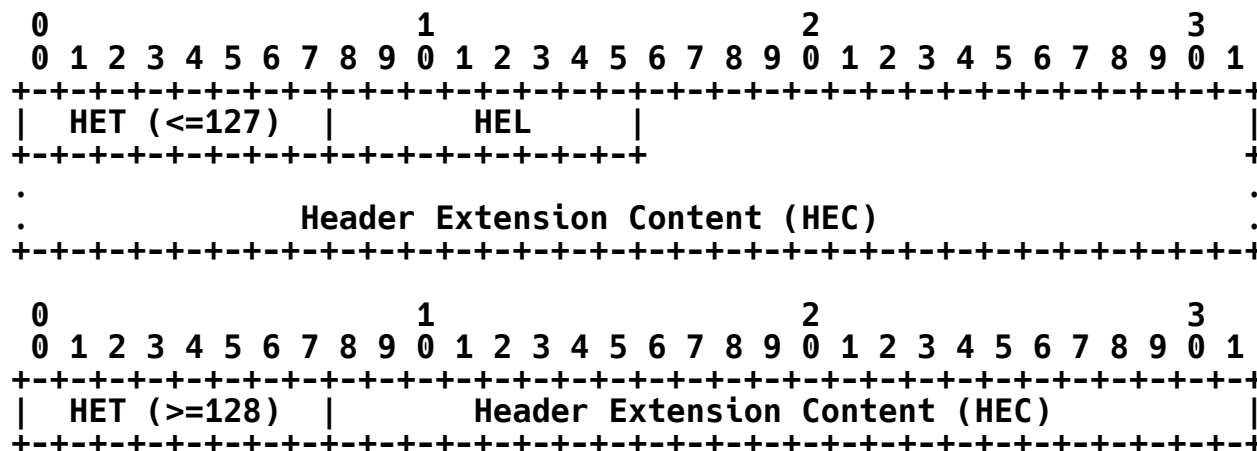 0                   1                   2                   3
 0 1 2 3 4 5 6 7 8 9 0 1 2 3 4 5 6 7 8 9 0 1 2 3 4 5 6 7 8 9 0 1
+-+-+-+-+-+-+-+-+-+-+-+-+-+-+-+-+-+-+-+-+-+-+-+-+-+-+-+-+-+-+-+-+
|  HET (<=127)  |       HEL     |                               |
+-+-+-+-+-+-+-+-+-+-+-+-+-+-+-+-+                               +
.                                                               .
.              Header Extension Content (HEC)                   .
+-+-+-+-+-+-+-+-+-+-+-+-+-+-+-+-+-+-+-+-+-+-+-+-+-+-+-+-+-+-+-+-+
 0                   1                   2                   3
 0 1 2 3 4 5 6 7 8 9 0 1 2 3 4 5 6 7 8 9 0 1 2 3 4 5 6 7 8 9 0 1
+-+-+-+-+-+-+-+-+-+-+-+-+-+-+-+-+-+-+-+-+-+-+-+-+-+-+-+-+-+-+-+-+
|  HET (>=128)  |       Header Extension Content (HEC)          |
+-+-+-+-+-+-+-+-+-+-+-+-+-+-+-+-+-+-+-+-+-+-+-+-+-+-+-+-+-+-+-+-+